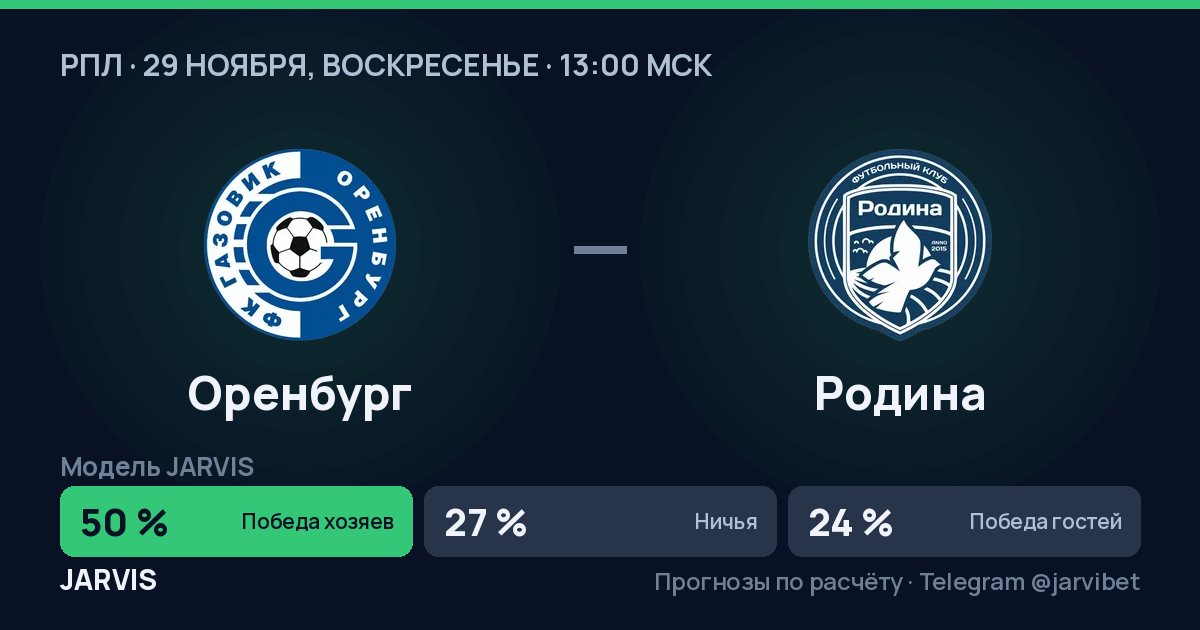 РПЛ · 29 НОЯБРЯ, ВОСКРЕСЕНЬЕ · 13:00 МСК
ФК ГАЗОВИК ОРЕНБУРГ
ФУТБОЛЬНЫЙ КЛУБ
Родина
ANNO
2015
—
Оренбург
Родина
Модель JARVIS
50 % Победа хозяев
27 % Ничья
24 % Победа гостей
JARVIS
Прогнозы по расчёту · Telegram @jarvibet